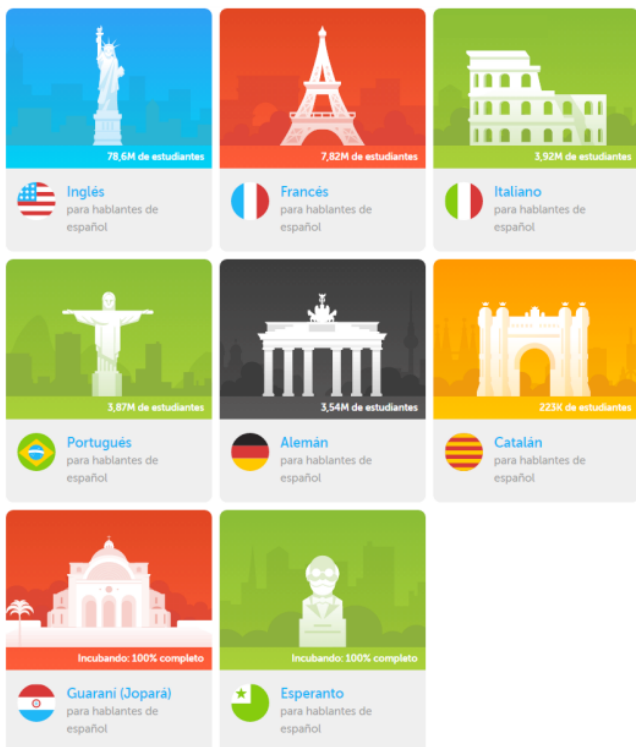 78,6M de estudiantes
Inglés
para hablantes de
español
7,82M de estudiantes
Francés
para hablantes de
español
3,92M de estudiantes
Italiano
para hablantes de
español
3,87M de estudiantes
Portugués
para hablantes de
español
3,54M de estudiantes
Alemán
para hablantes de
español
223K de estudiantes
Catalán
para hablantes de
español
Incubando: 100% completo
Guaraní (Jopará)
para hablantes de
español
Incubando: 100% completo
Esperanto
para hablantes de
español